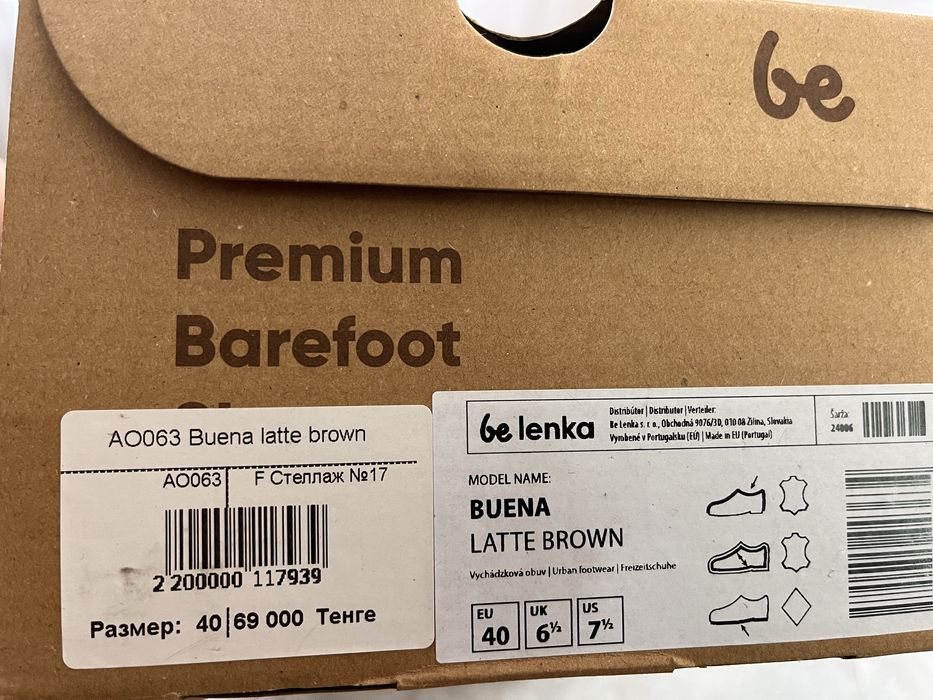 be
Premium
Barefoot
AO063 Buena latte brown
AO063 F Стеллаж №17
2 200000 117939
Размер: 40 69 000 Тенге
be lenka
Distribútor | Distributor | Verteiler:
Be Lenka s. r. o., Obchodná 9076/3D, 010 08 Žilina, Slovakia
Vyrobené v Portugalsku (EÚ) | Made in EU (Portugal)
Šarža:
24006
MODEL NAME:
BUENA
LATTE BROWN
Vychádzková obuv | Urban footwear | Freizeitschuhe
EU
40
UK
6½
US
7½